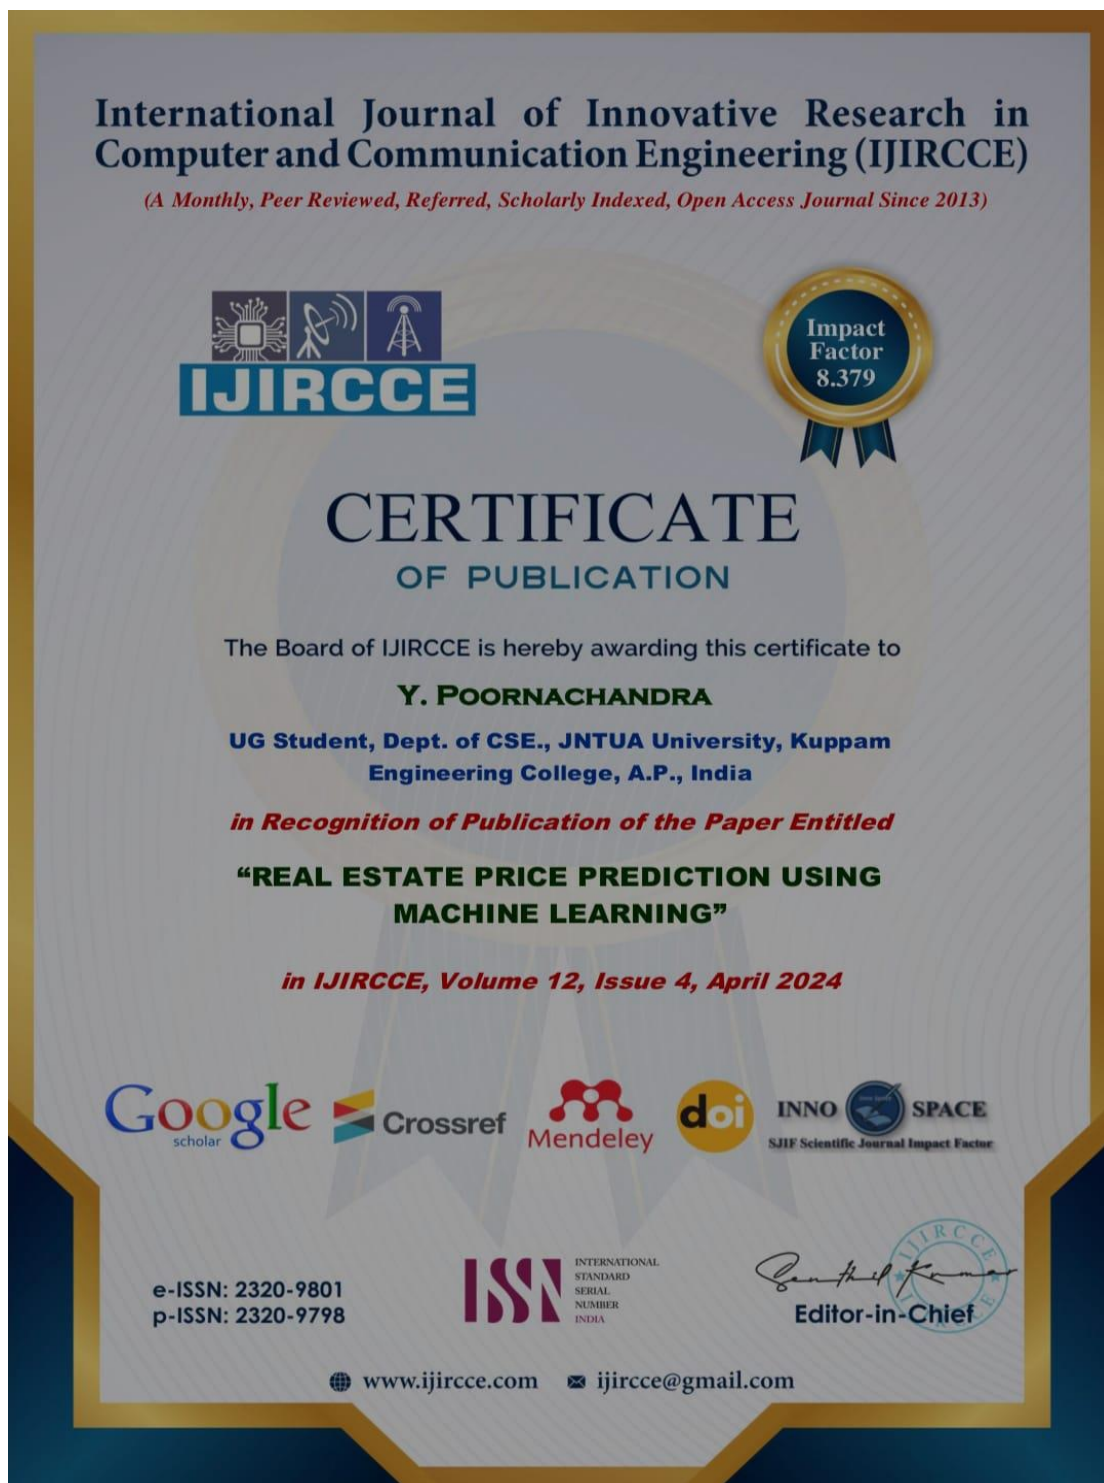 International Journal of Innovative Research in
Computer and Communication Engineering (IJIRCCE)
(A Monthly, Peer Reviewed, Referred, Scholarly Indexed, Open Access Journal Since 2013)
IJIRCCE
Impact
Factor
8.379
CERTIFICATE
OF PUBLICATION
The Board of IJIRCCE is hereby awarding this certificate to
Y. POORNACHANDRA
UG Student, Dept. of CSE., JNTUA University, Kuppam
Engineering College, A.P., India
in Recognition of Publication of the Paper Entitled
“REAL ESTATE PRICE PREDICTION USING
MACHINE LEARNING”
in IJIRCCE, Volume 12, Issue 4, April 2024
Google
scholar
Crossref
Mendeley
doi
INNO SPACE
SJIF Scientific Journal Impact Factor
e-ISSN: 2320-9801
p-ISSN: 2320-9798
ISSN
INTERNATIONAL
STANDARD
SERIAL
NUMBER
INDIA
Senthil Kumar
IJIRCCE
IJIRCCE
Editor-in-Chief
www.ijircce.com ijircce@gmail.com